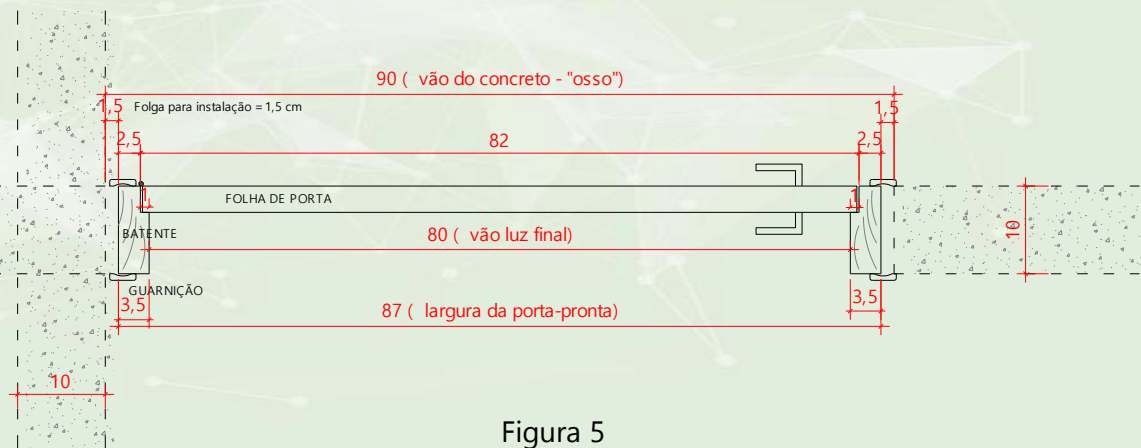 90 ( vão do concreto - "osso")
1,5 Folga para instalação = 1,5 cm 1,5
2,5 82 2,5
1 FOLHA DE PORTA 1
BATENTE 80 ( vão luz final) 10
GUARNIÇÃO
3,5 87 ( largura da porta-pronta) 3,5
10
Figura 5